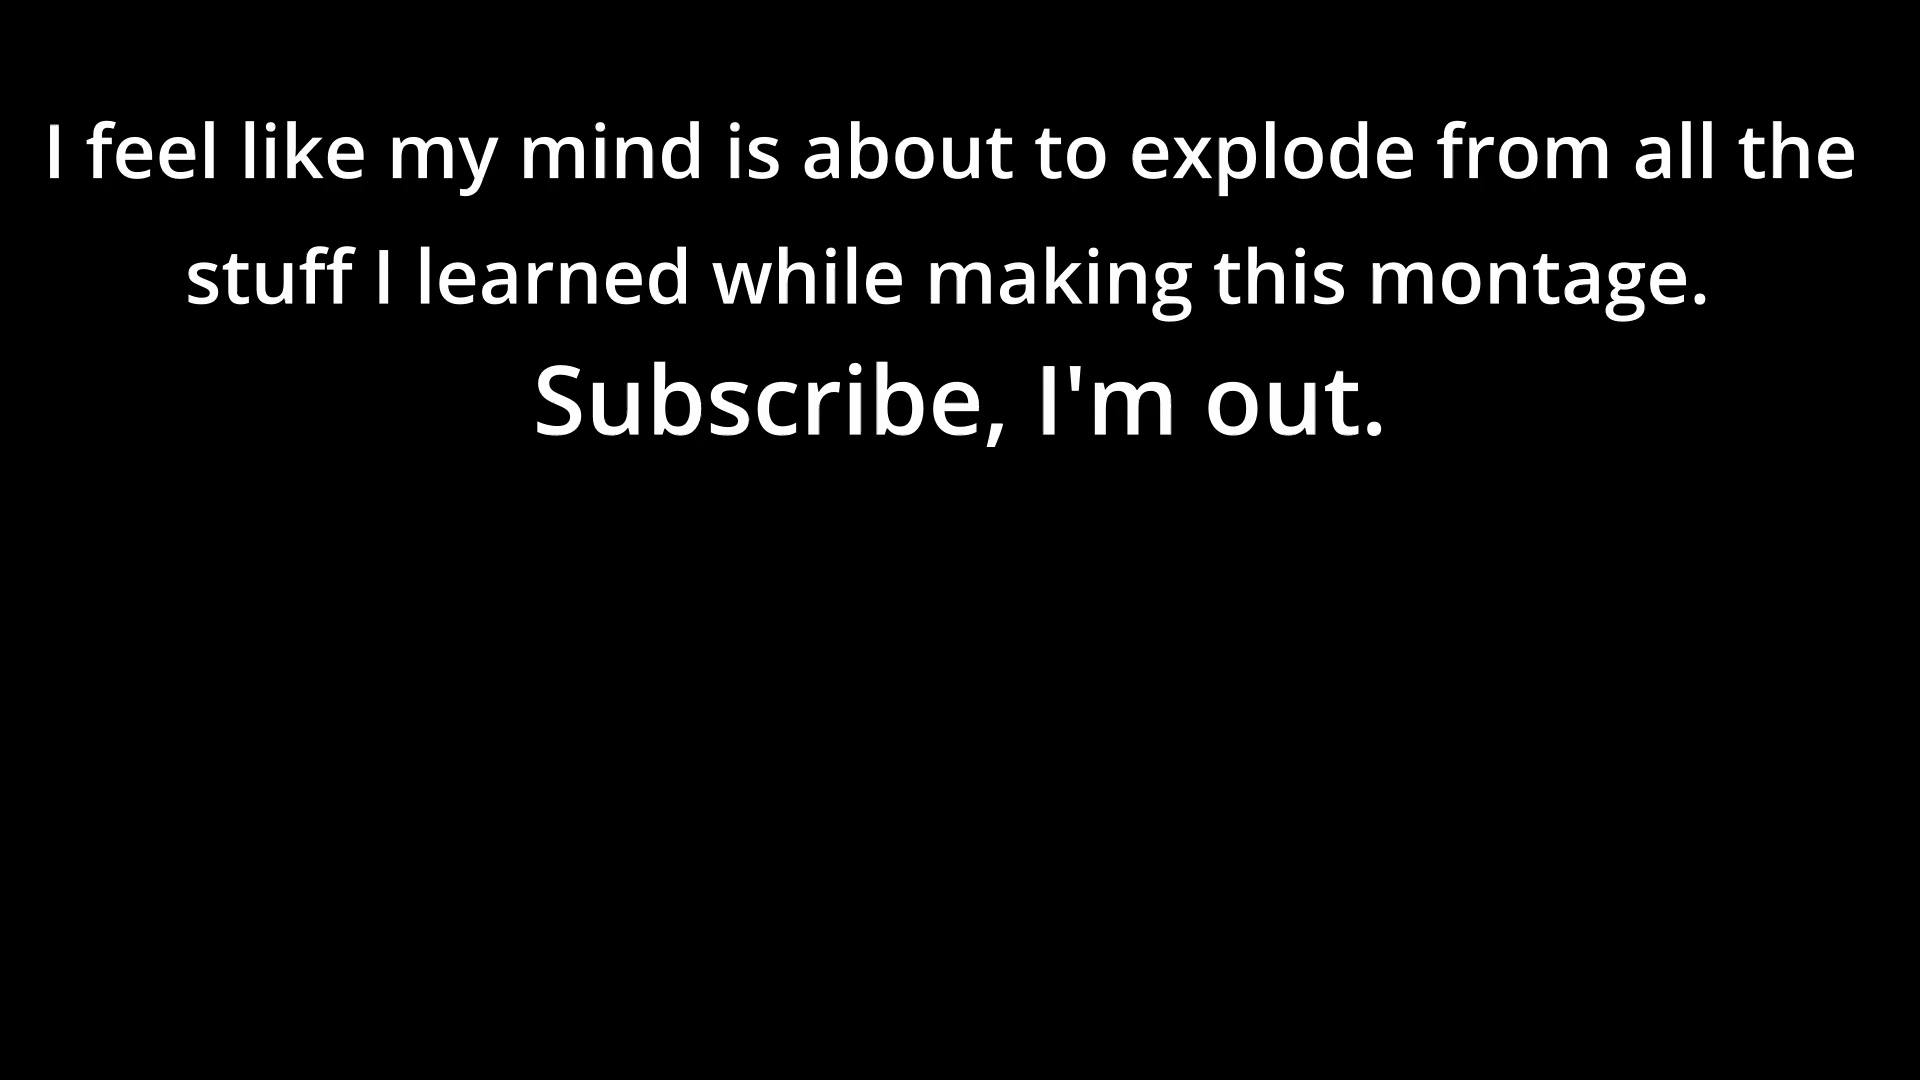 I feel like my mind is about to explode from all the
stuff I learned while making this montage.
Subscribe, I'm out.